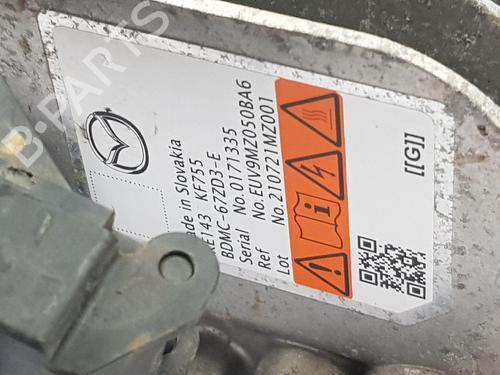 B-PARTS
ade in Slovakia
E143 KF755
BDMC-67ZD3-E
Serial No.0171335
Ref No.EUV9MZ050BA6
Lot No.210721MZ001
[[G]]